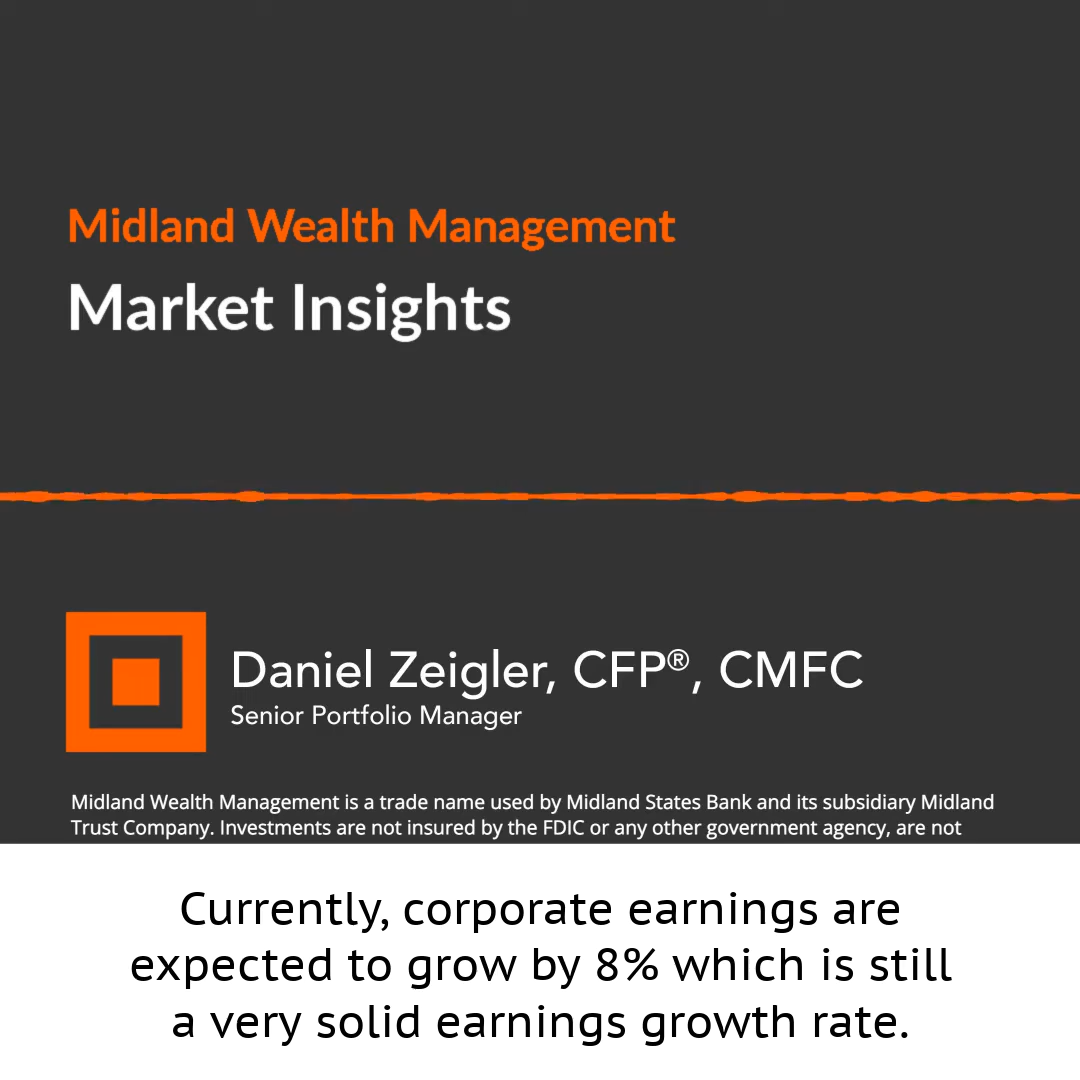 Midland Wealth Management
Market Insights
Daniel Zeigler, CFP®, CMFC
Senior Portfolio Manager
Midland Wealth Management is a trade name used by Midland States Bank and its subsidiary Midland
Trust Company. Investments are not insured by the FDIC or any other government agency, are not
Currently, corporate earnings are
expected to grow by 8% which is still
a very solid earnings growth rate.